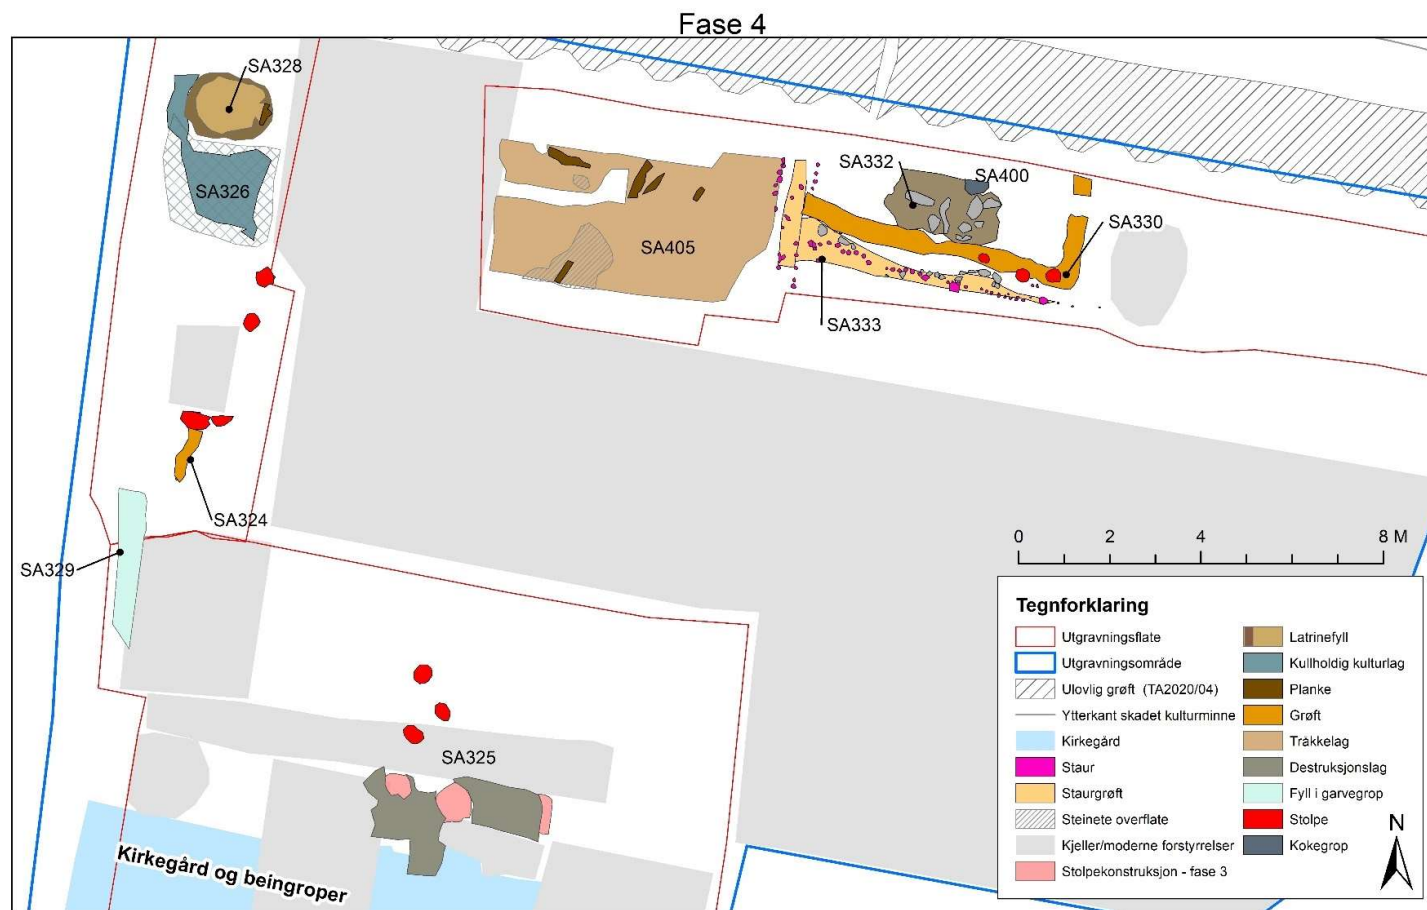 Fase 4
SA328
SA326
SA332
SA400
SA330
SA405
SA333
SA324
SA329
SA325
Kirkegård og beingroper
0 2 4 8 M
N
Tegnforklaring
Utgravningsflate
Utgravningsområde
Ulovlig grøft (TA2020/04)
Ytterkant skadet kulturminne
Kirkegård
Staur
Staurgrøft
Steinete overflate
Kjeller/moderne forstyrrelser
Stolpekonstruksjon - fase 3
Latrinefyll
Kullholdig kulturlag
Planke
Grøft
Tråkkelag
Destruksjonslag
Fyll i garvegrop
Stolpe
Kokegrop